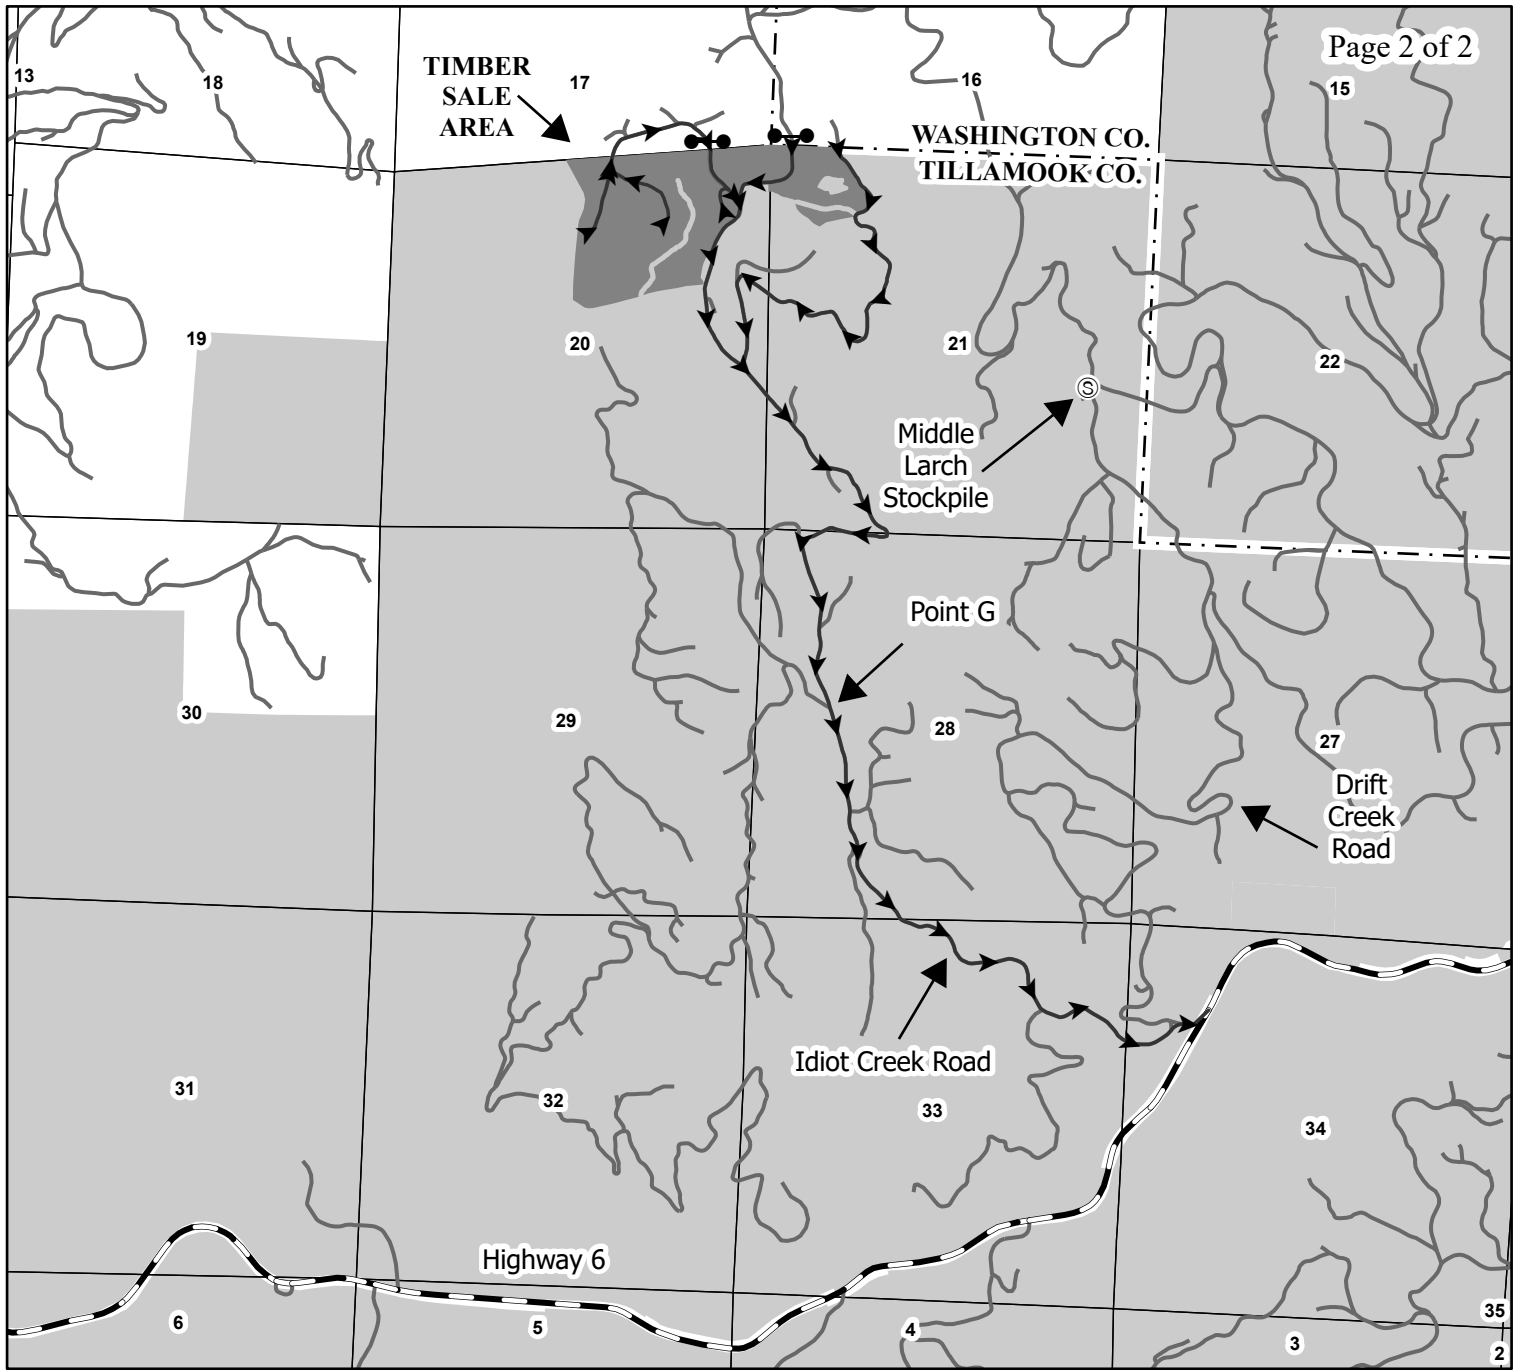 Page 2 of 2
TIMBER
SALE
AREA
13
18
17
16
15
WASHINGTON CO.
TILLAMOOK CO.
19
20
21
22
Middle
Larch
Stockpile
S
Point G
30
29
28
27
Drift
Creek
Road
Idiot Creek Road
31
32
33
34
Highway 6
6
5
4
3
35
2